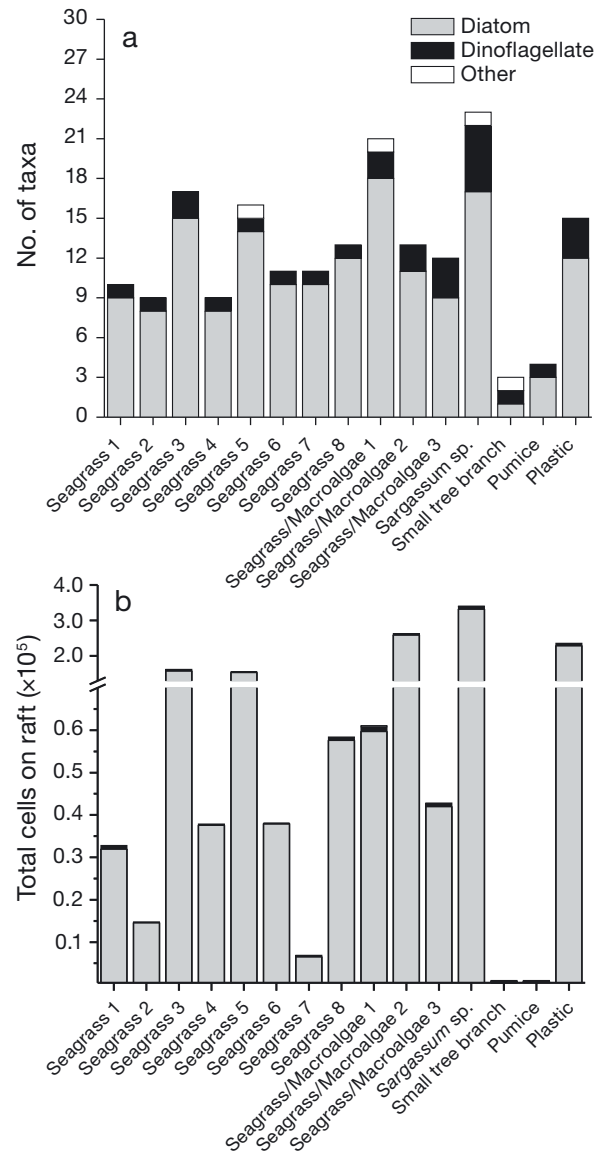 a
Diatom
Dinoflagellate
Other
No. of taxa
30
27
24
21
18
15
12
9
6
3
0
Seagrass 1
Seagrass 2
Seagrass 3
Seagrass 4
Seagrass 5
Seagrass 6
Seagrass 7
Seagrass 8
Seagrass/Macroalgae 1
Seagrass/Macroalgae 2
Seagrass/Macroalgae 3
Sargassum sp.
Small tree branch
Pumice
Plastic
b
Total cells on raft (×10⁵)
4.0
3.0
2.0
0.6
0.5
0.4
0.3
0.2
0.1
Seagrass 1
Seagrass 2
Seagrass 3
Seagrass 4
Seagrass 5
Seagrass 6
Seagrass 7
Seagrass 8
Seagrass/Macroalgae 1
Seagrass/Macroalgae 2
Seagrass/Macroalgae 3
Sargassum sp.
Small tree branch
Pumice
Plastic